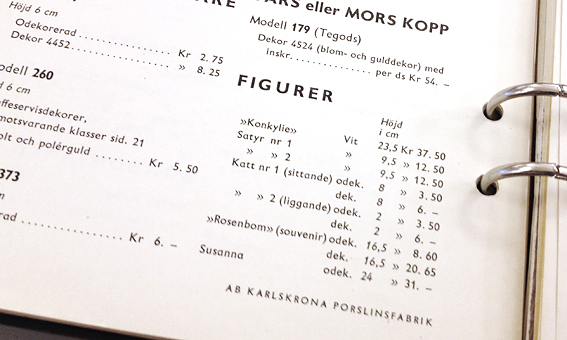 Höjd 6 cm
Odekorerad .................. Kr 2. 75
Dekor 4452 .................. » 8. 25
odell 260
d 6 cm
ffeservisdekorer,
motsvarande klasser sid. 21
olt och polérguld ......... Kr 5. 50
373
m
rad .................. Kr 6. –
ARS eller MORS KOPP
Modell 179 (Tegods)
Dekor 4524 (blom- och gulddekor) med
inskr. ............... per ds Kr 54. –
FIGURER
Höjd
i cm
»Konkylie» Vit 23,5 Kr 37. 50
Satyr nr 1 » 9,5 » 12. 50
» » 2 » 9,5 » 12. 50
Katt nr 1 (sittande) odek. 8 » 3. 50
dek. 8 » 6. –
» » 2 (liggande) odek. 2 » 3. 50
dek. 2 » 6. –
»Rosenbom» (souvenir) odek. 16,5 » 8. 60
dek. 16,5 » 20. 65
Susanna odek. 24 » 31. –
AB KARLSKRONA PORSLINSFABRIK